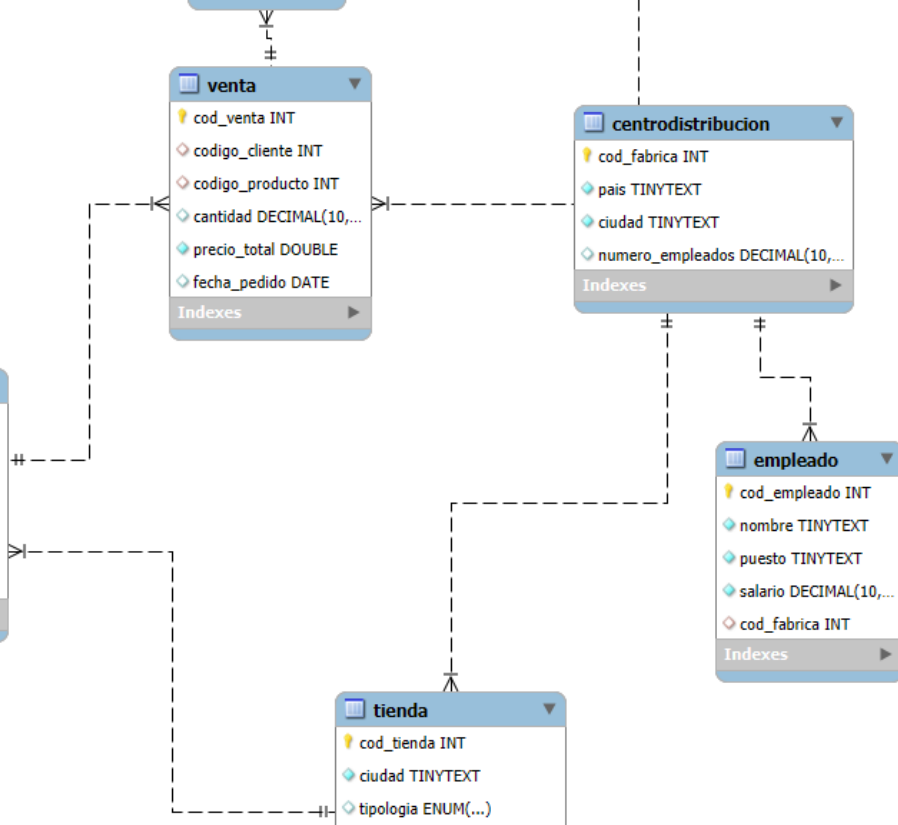 venta
cod_venta INT
codigo_cliente INT
codigo_producto INT
cantidad DECIMAL(10,...
precio_total DOUBLE
fecha_pedido DATE
Indexes
centrodistribucion
cod_fabrica INT
pais TINYTEXT
ciudad TINYTEXT
numero_empleados DECIMAL(10,...
Indexes
empleado
cod_empleado INT
nombre TINYTEXT
puesto TINYTEXT
salario DECIMAL(10,...
cod_fabrica INT
Indexes
tienda
cod_tienda INT
ciudad TINYTEXT
tipologia ENUM(...)